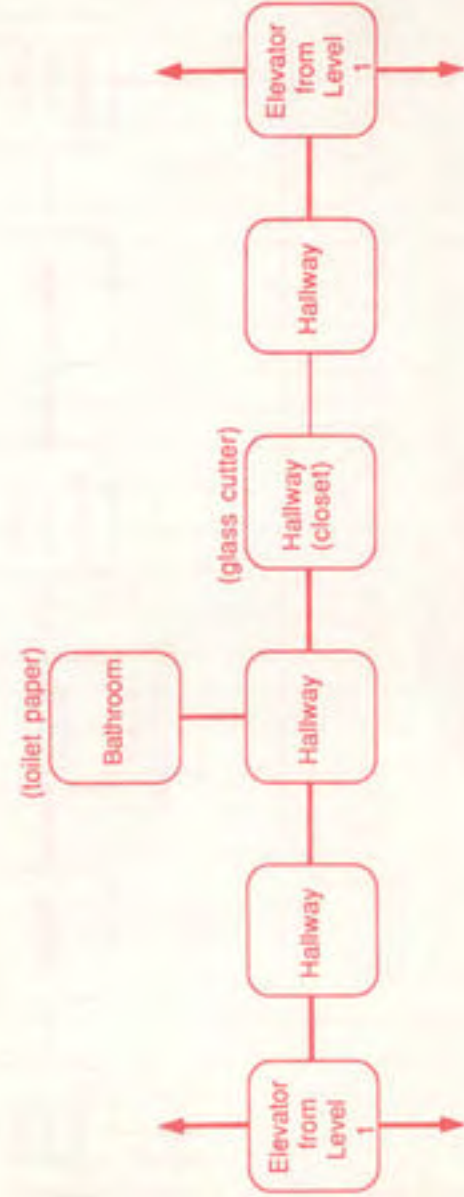 (toilet paper)
Bathroom
(glass cutter)
Elevator
from
Level
1
Hallway
Hallway
Hallway
(closet)
Hallway
Elevator
from
Level
1